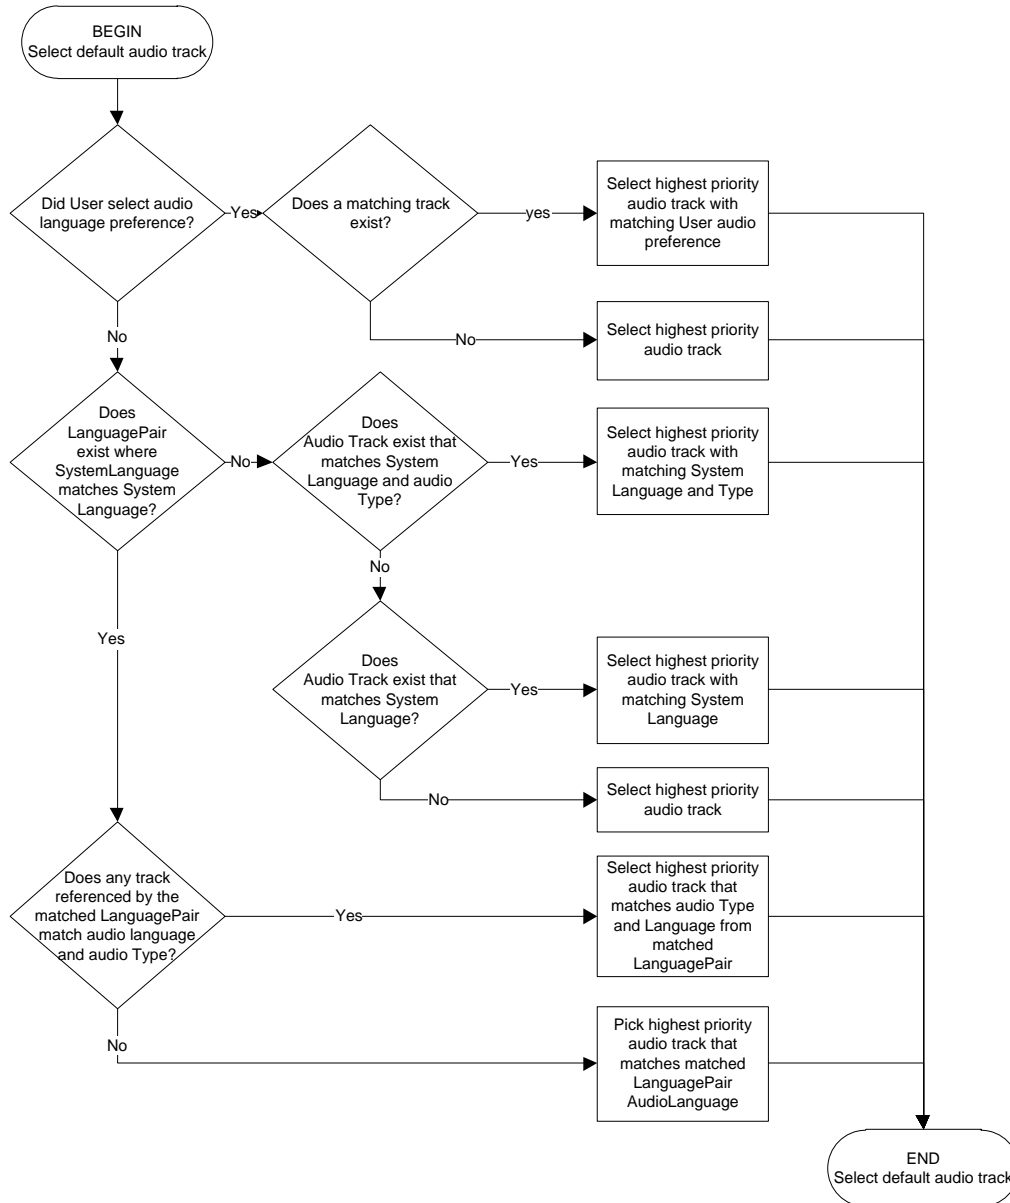 BEGIN
Select default audio track
Did User select audio
language preference?
Yes
Does a matching track
exist?
yes
Select highest priority
audio track with
matching User audio
preference
No
Select highest priority
audio track
No
Does
LanguagePair
exist where
SystemLanguage
matches System
Language?
No
Does
Audio Track exist that
matches System
Language and audio
Type?
Yes
Select highest priority
audio track with
matching System
Language and Type
No
Does
Audio Track exist that
matches System
Language?
Yes
Select highest priority
audio track with
matching System
Language
No
Select highest priority
audio track
Yes
Does any track
referenced by the
matched LanguagePair
match audio language
and audio Type?
Yes
Select highest priority
audio track that
matches audio Type
and Language from
matched
LanguagePair
No
Pick highest priority
audio track that
matches matched
LanguagePair
AudioLanguage
END
Select default audio track